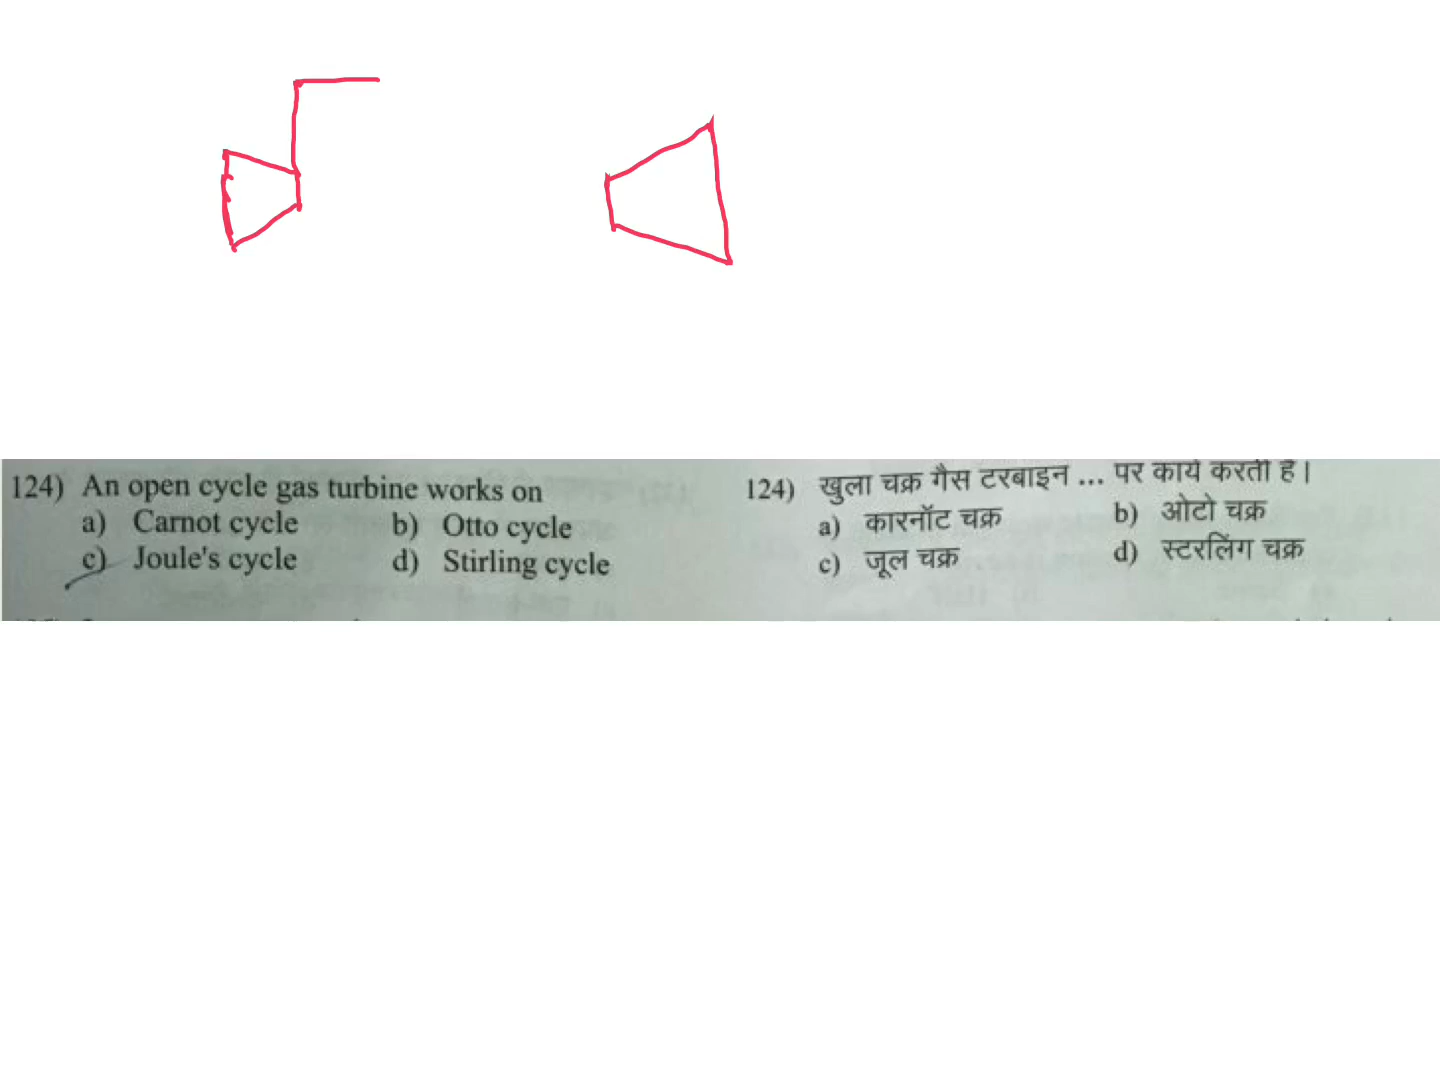 124) An open cycle gas turbine works on
a) Carnot cycle b) Otto cycle
c) Joule's cycle d) Stirling cycle
124) खुला चक्र गैस टरबाइन ... पर कार्य करती है।
a) कारनॉट चक्र b) ओटो चक्र
c) जूल चक्र d) स्टरलिंग चक्र